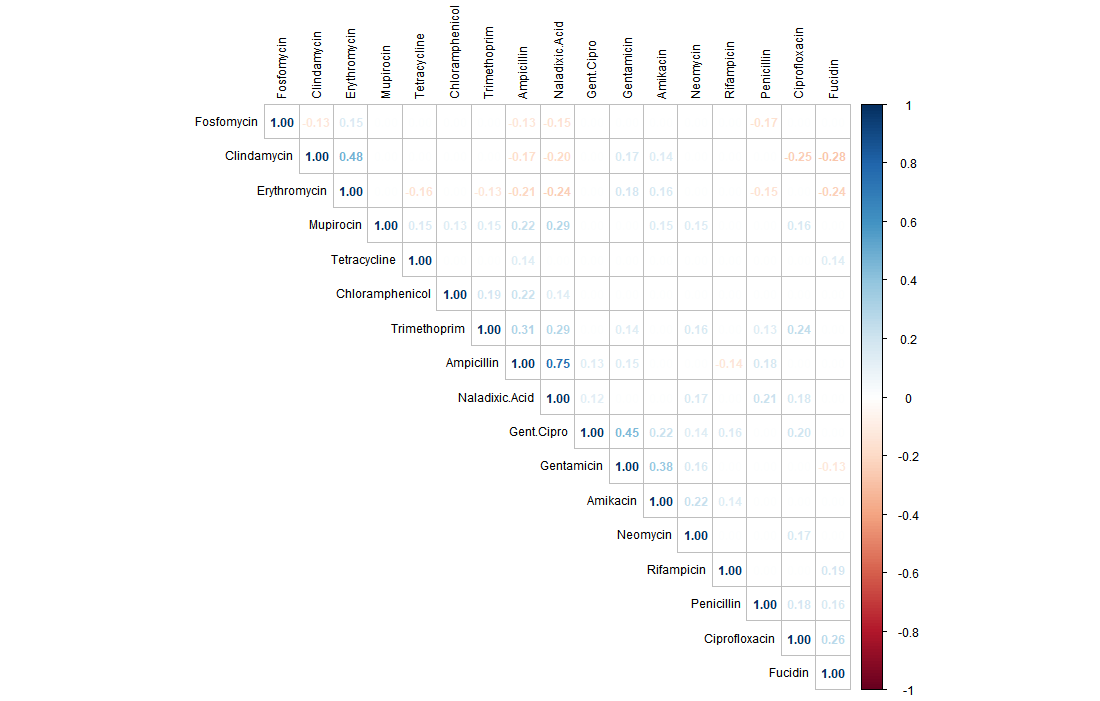 Fosfomycin Clindamycin Erythromycin Mupirocin Tetracycline Chloramphenicol Trimethoprim Ampicillin Naladixic.Acid Gent.Cipro Gentamicin Amikacin Neomycin Rifampicin Penicillin Ciprofloxacin Fucidin
Fosfomycin 1.00 -0.13 0.15 -0.13 -0.15 -0.17
Clindamycin 1.00 0.48 -0.17 -0.20 0.17 0.14 -0.25 -0.28
Erythromycin 1.00 -0.16 -0.13 -0.21 -0.24 0.18 0.16 -0.15 -0.24
Mupirocin 1.00 0.15 0.13 0.15 0.22 0.29 0.15 0.15 0.16
Tetracycline 1.00 0.14 0.14
Chloramphenicol 1.00 0.19 0.22 0.14
Trimethoprim 1.00 0.31 0.29 0.14 0.16 0.13 0.24
Ampicillin 1.00 0.75 0.13 0.15 -0.14 0.18
Naladixic.Acid 1.00 0.12 0.17 0.21 0.18
Gent.Cipro 1.00 0.45 0.22 0.14 0.16 0.20
Gentamicin 1.00 0.38 0.16 -0.13
Amikacin 1.00 0.22 0.14
Neomycin 1.00 0.17
Rifampicin 1.00 0.19
Penicillin 1.00 0.18 0.16
Ciprofloxacin 1.00 0.26
Fucidin 1.00
1
0.8
0.6
0.4
0.2
0
-0.2
-0.4
-0.6
-0.8
-1